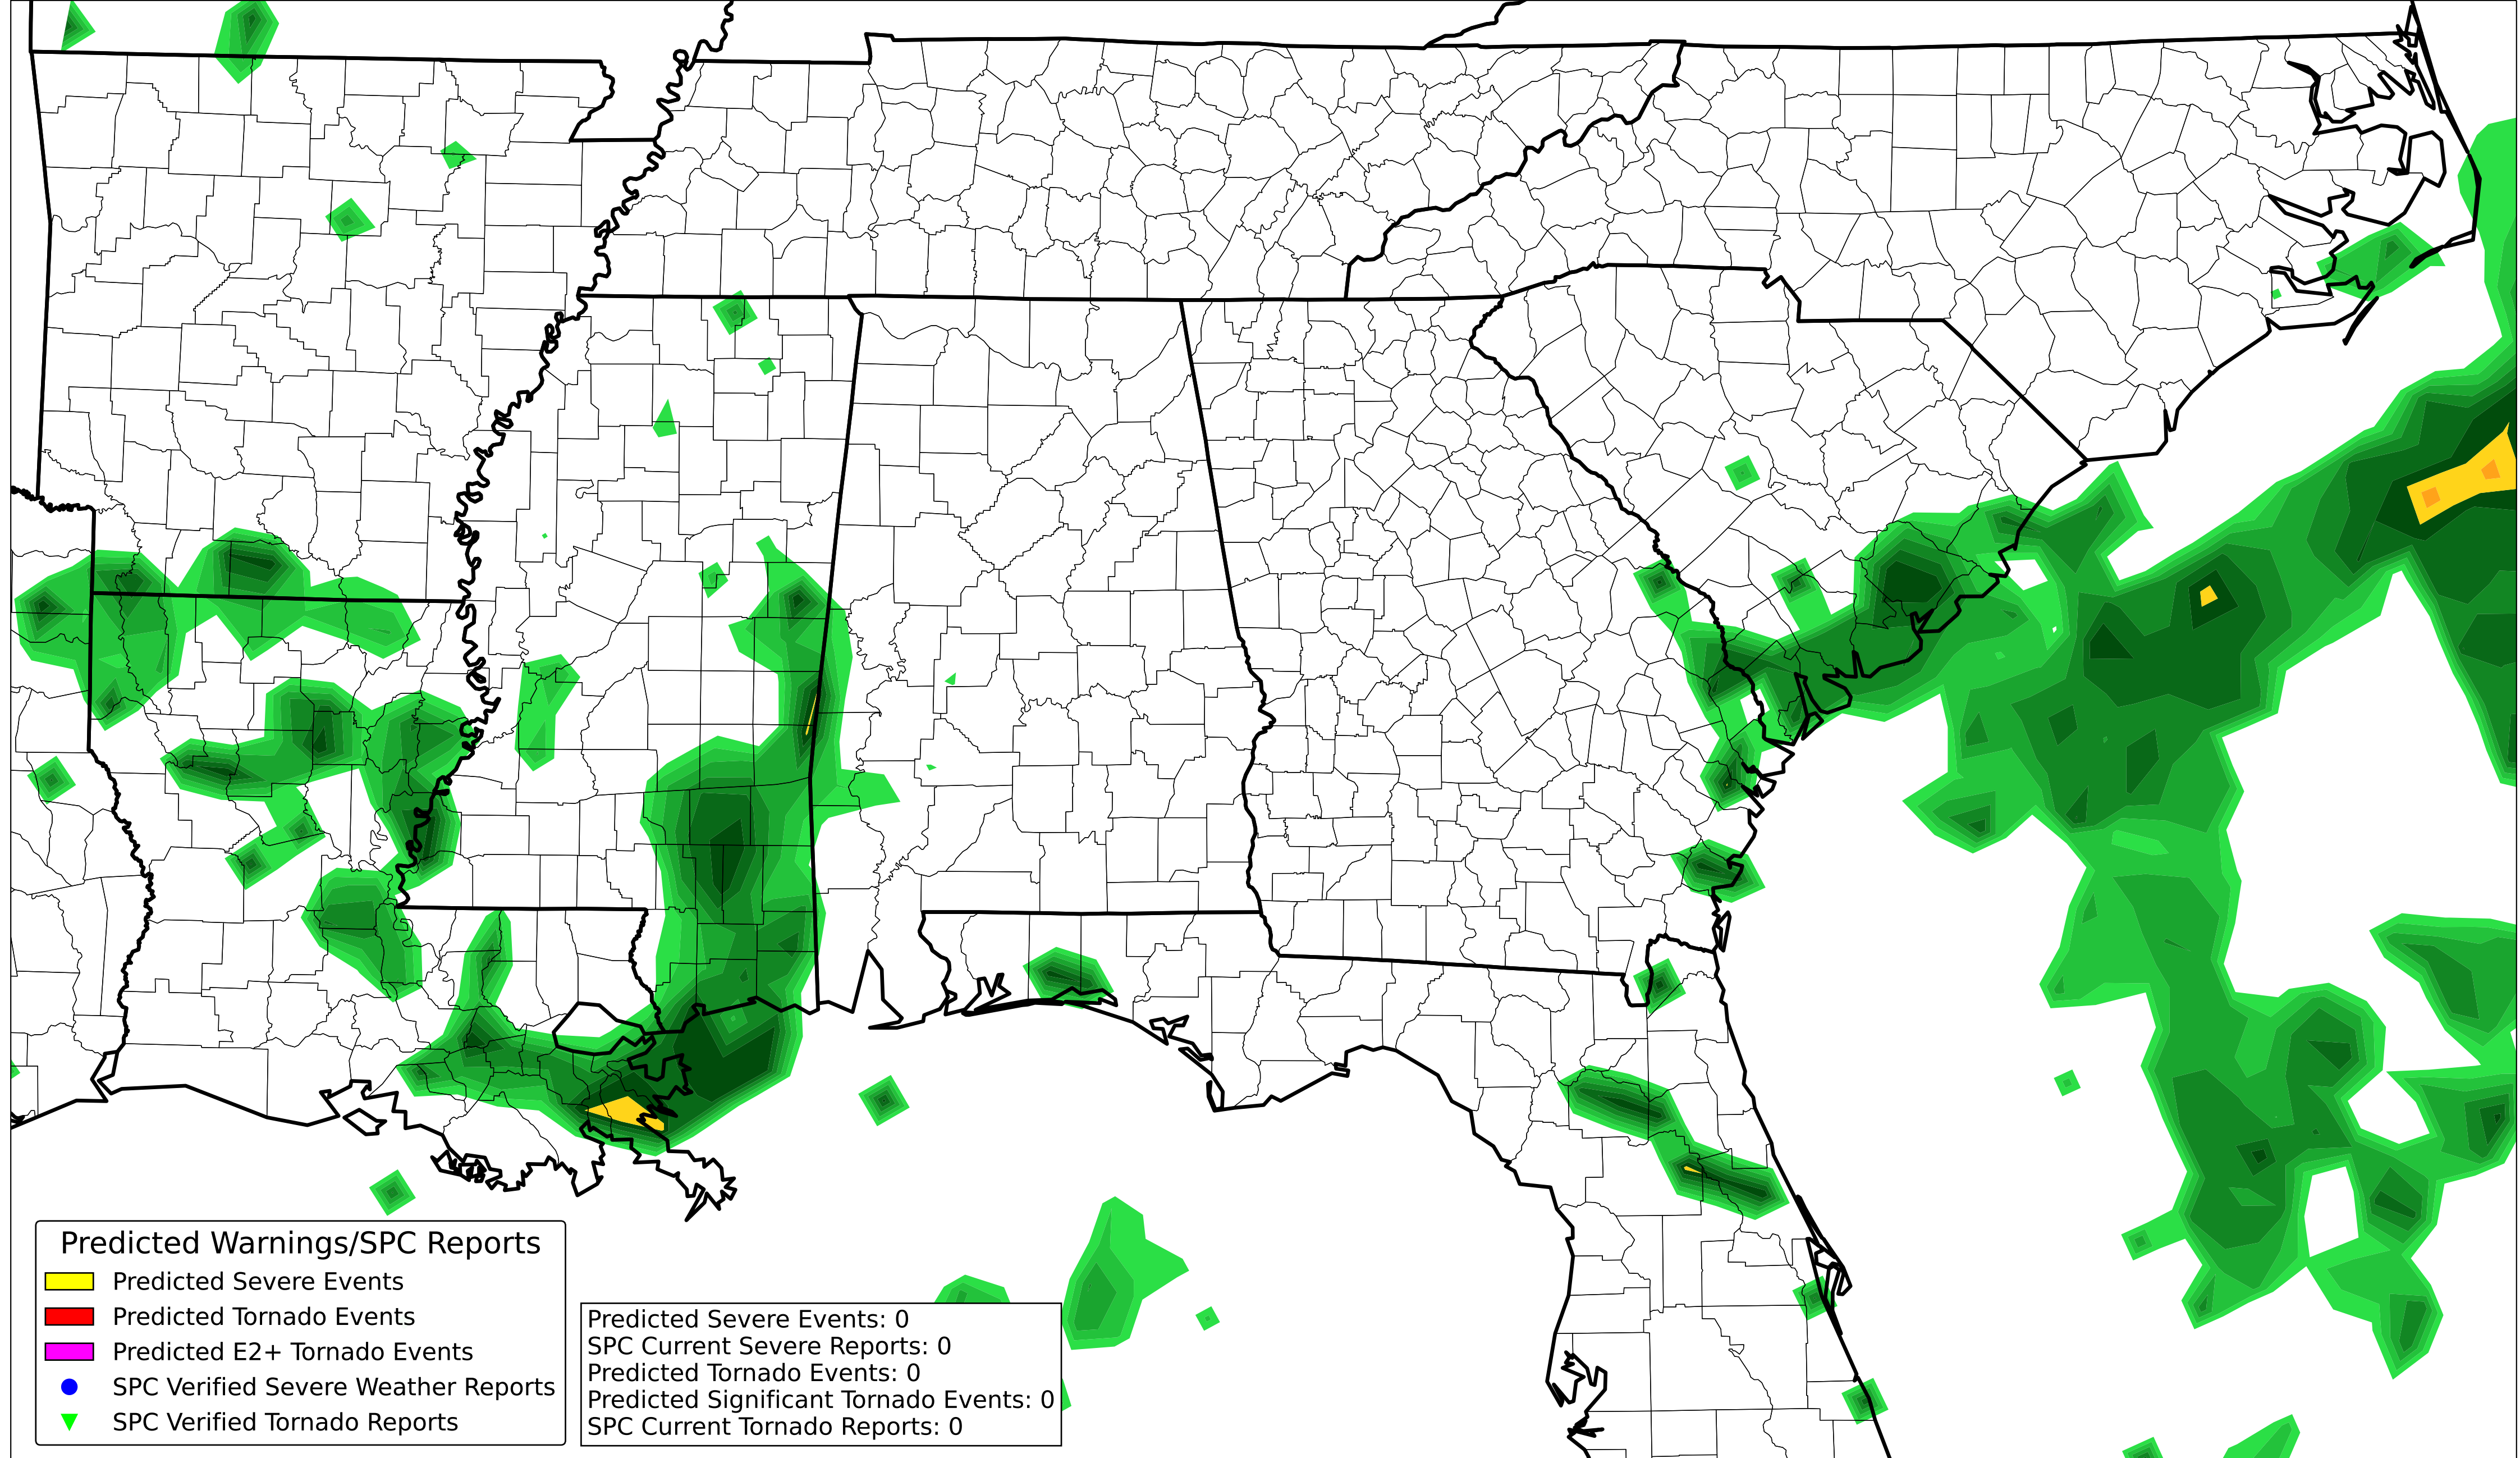 Predicted Warnings/SPC Reports
Predicted Severe Events
Predicted Tornado Events
Predicted E2+ Tornado Events
SPC Verified Severe Weather Reports
SPC Verified Tornado Reports
Predicted Severe Events: 0
SPC Current Severe Reports: 0
Predicted Tornado Events: 0
Predicted Significant Tornado Events: 0
SPC Current Tornado Reports: 0